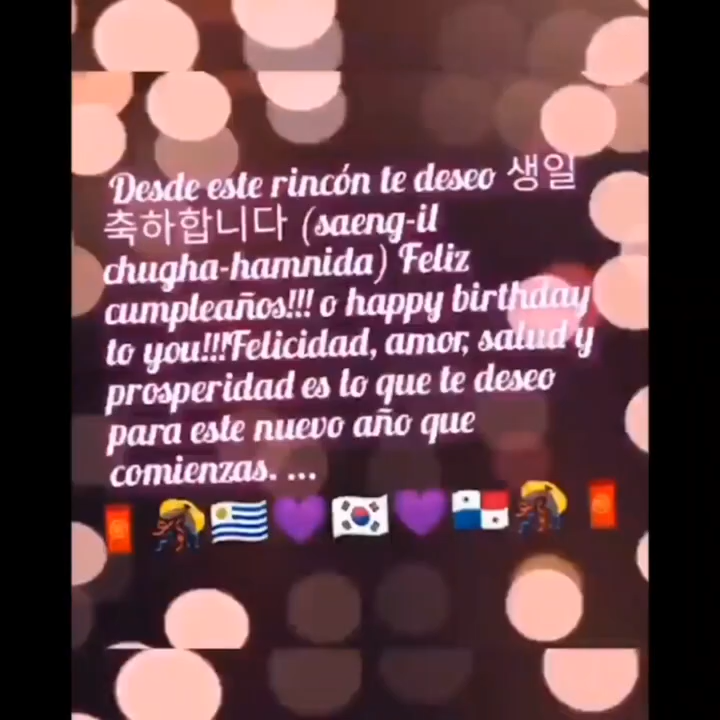 Desde este rincón te deseo 생일
축하합니다 (saeng-il
chugha-hamnida) Feliz
cumpleaños!!! o happy birthday
to you!!!Felicidad, amor, salud y
prosperidad es lo que te deseo
para este nuevo año que
comienzas. ...